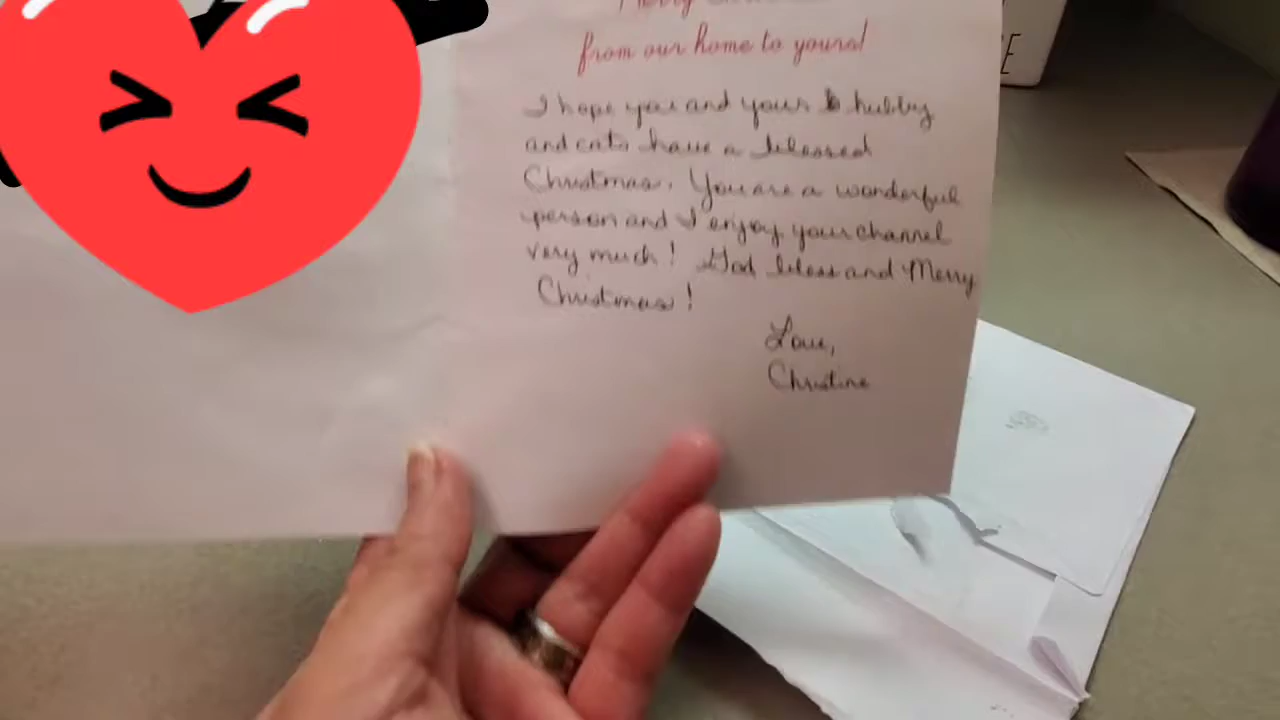 Merry
from our home to yours!
I hope you and your hubby
and cats have a blessed
Christmas. You are a wonderful
person and I enjoy your channel
very much! God bless and Merry
Christmas!
Love,
Christine
E